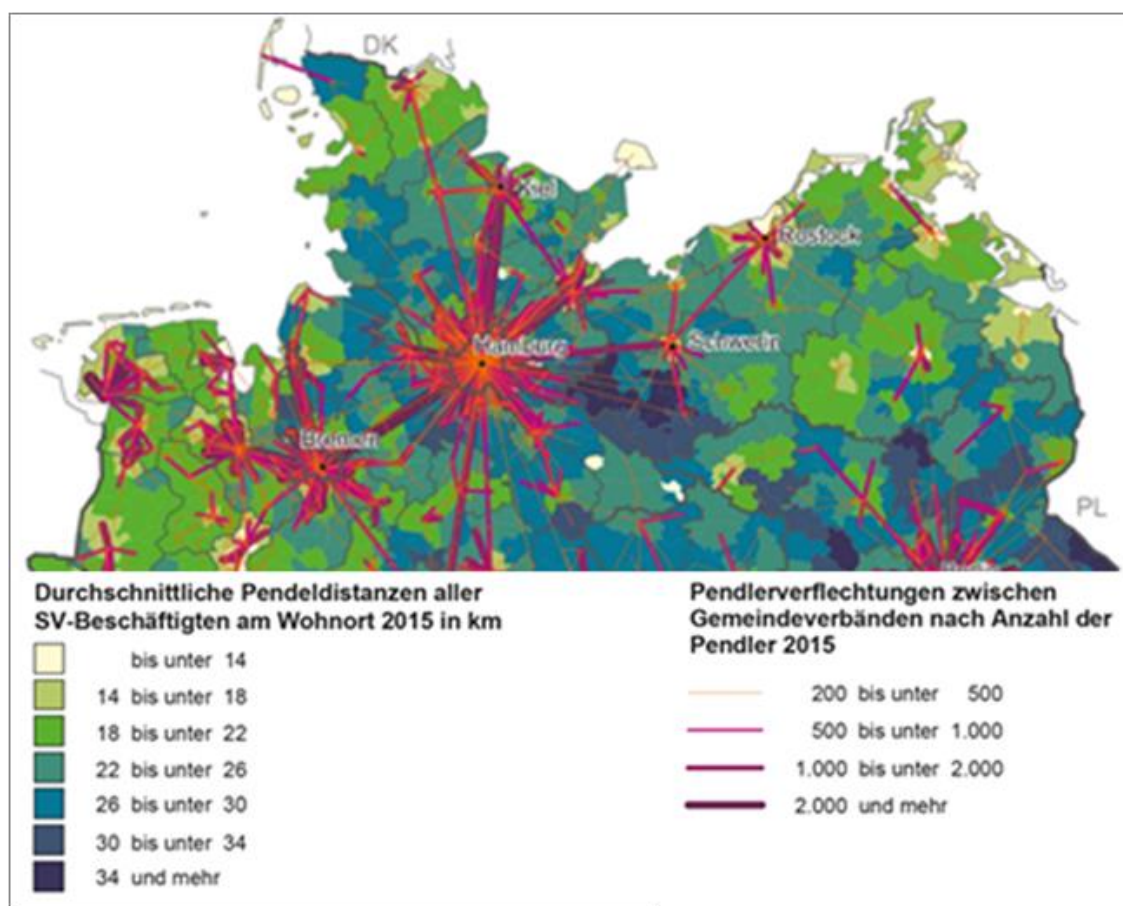 DK
Kiel
Rostock
Hamburg
Schwerin
Bremen
PL
Durchschnittliche Pendeldistanzen aller
SV-Beschäftigten am Wohnort 2015 in km
bis unter 14
14 bis unter 18
18 bis unter 22
22 bis unter 26
26 bis unter 30
30 bis unter 34
34 und mehr
Pendlerverflechtungen zwischen
Gemeindeverbänden nach Anzahl der
Pendler 2015
200 bis unter 500
500 bis unter 1.000
1.000 bis unter 2.000
2.000 und mehr